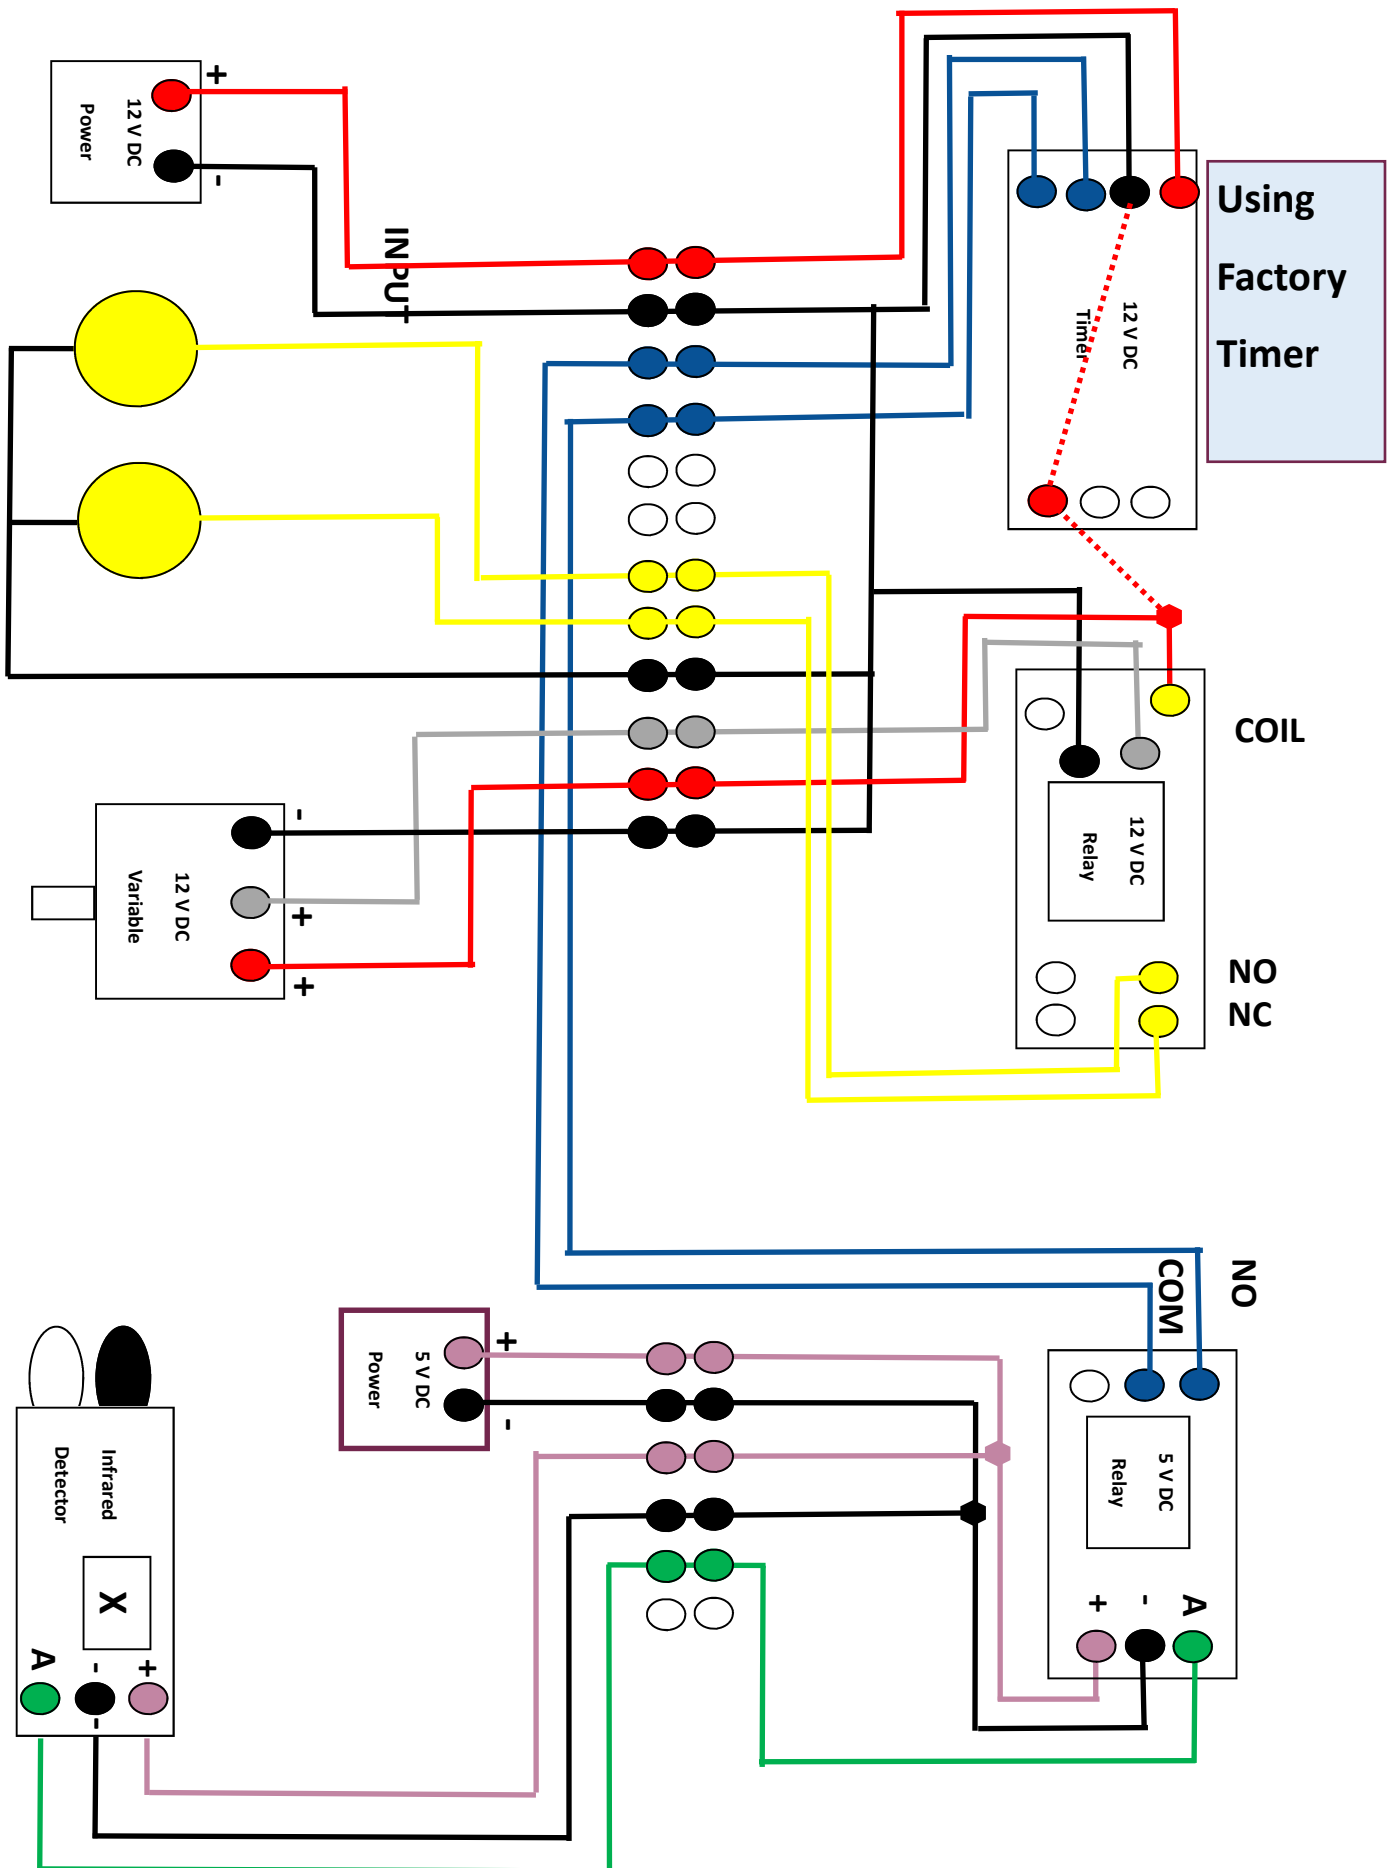 +
12 V DC
Power
-
INPUT
Using
Factory
Timer
12 V DC
Timer
COIL
12 V DC
Relay
-
12 V DC
Variable
+
+
NO
NC
NO
COM
+
5 V DC
Power
-
5 V DC
Relay
+
-
A
Infrared
Detector
X
A
-
+
-